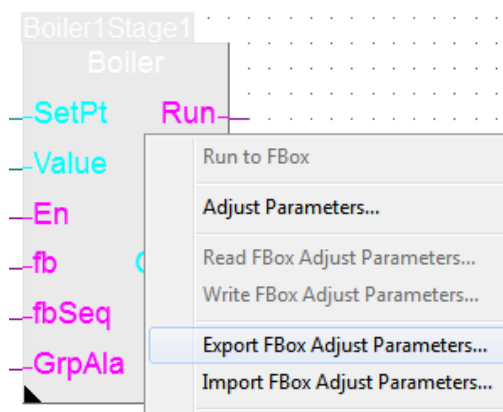 Boiler1Stage1
Boiler
SetPt Run
Value
En
fb
fbSeq
GrpAla
Run to FBox
Adjust Parameters...
Read FBox Adjust Parameters...
Write FBox Adjust Parameters...
Export FBox Adjust Parameters...
Import FBox Adjust Parameters...